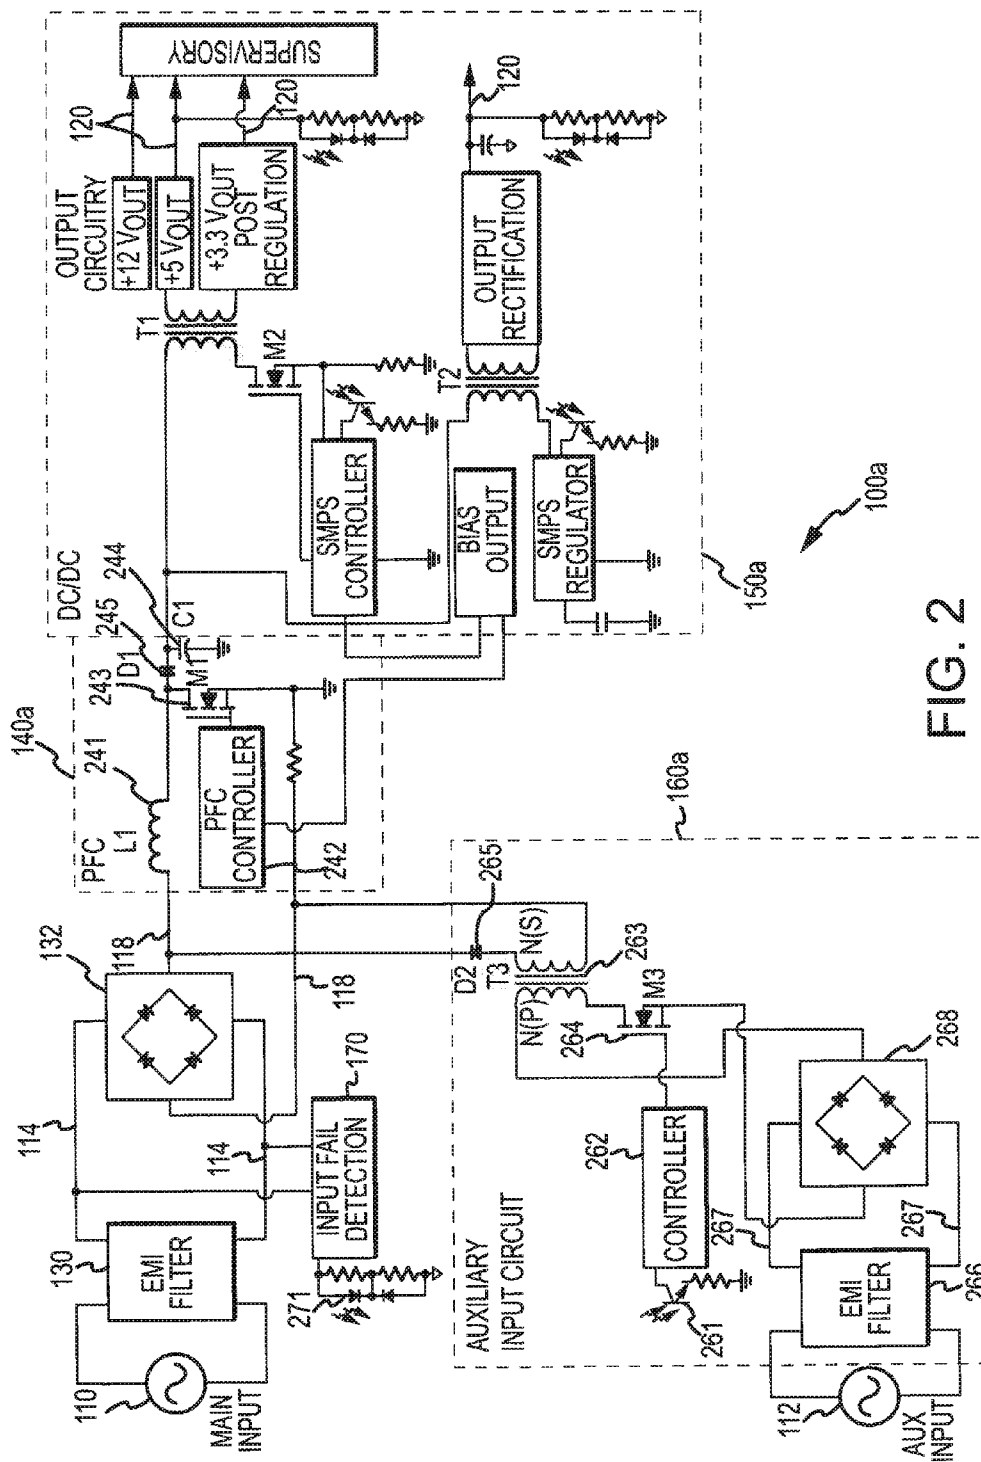 100a
FIG. 2
MAIN
INPUT
110
EMI
FILTER
130
114
114
132
118
118
INPUT FAIL
DETECTION
170
271
140a
PFC
L1
241
PFC
CONTROLLER
242
243
M1
D1
245
C1
244
DC/DC
150a
SMPS
CONTROLLER
M2
T1
OUTPUT
CIRCUITRY
+12 VOUT
+5 VOUT
+3.3 VOUT
POST
REGULATION
120
120
SUPERVISORY
BIAS
OUTPUT
SMPS
REGULATOR
T2
OUTPUT
RECTIFICATION
120
AUXILIARY
INPUT CIRCUIT
160a
D2
265
T3
N(S)
N(P)
263
264
M3
CONTROLLER
262
261
AUX
INPUT
112
EMI
FILTER
266
267
267
268